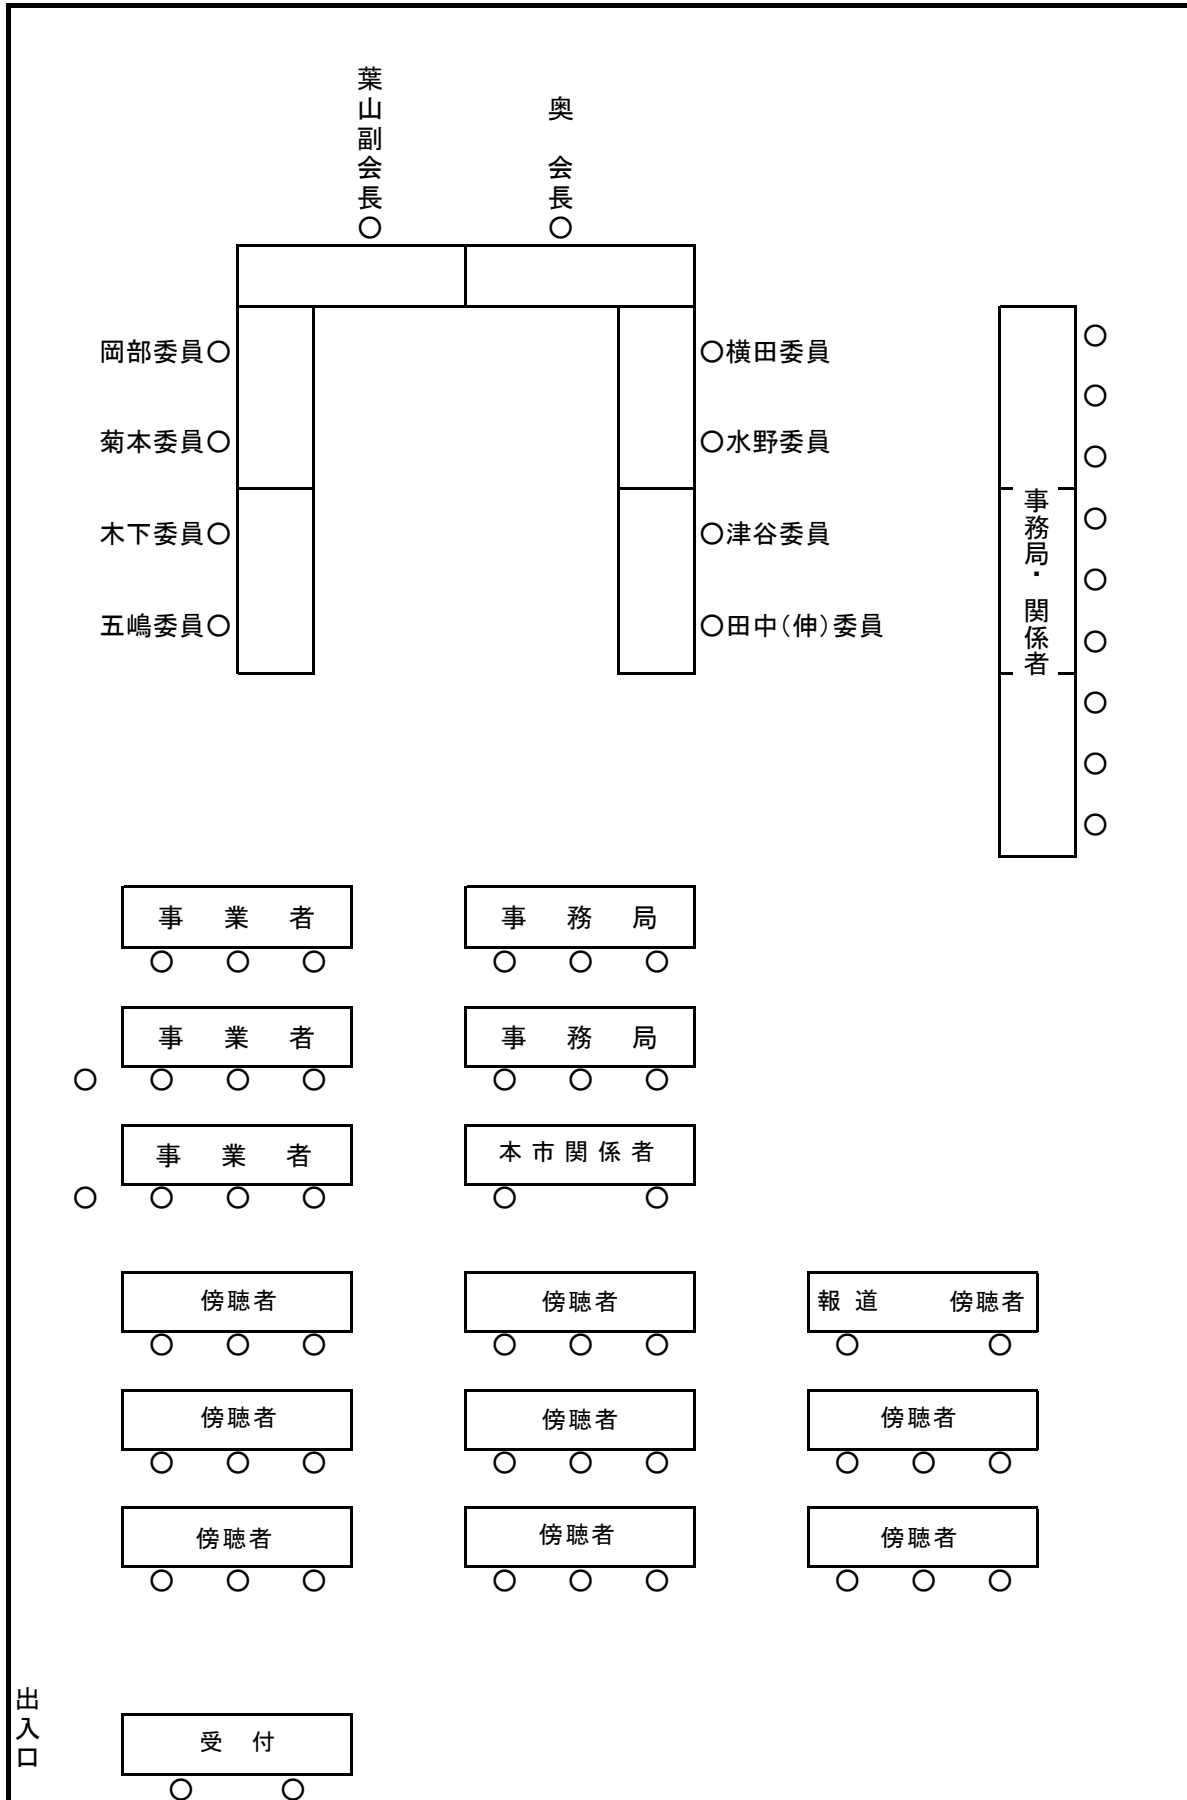 葉山副会長○
奥　会長○
岡部委員○
○横田委員
菊本委員○
○水野委員
木下委員○
○津谷委員
五嶋委員○
○田中(伸)委員
事務局・関係者
事　業　者
事　務　局
事　業　者
事　務　局
事　業　者
本市関係者
傍聴者
傍聴者
報道　傍聴者
傍聴者
傍聴者
傍聴者
傍聴者
傍聴者
傍聴者
出入口
受　付